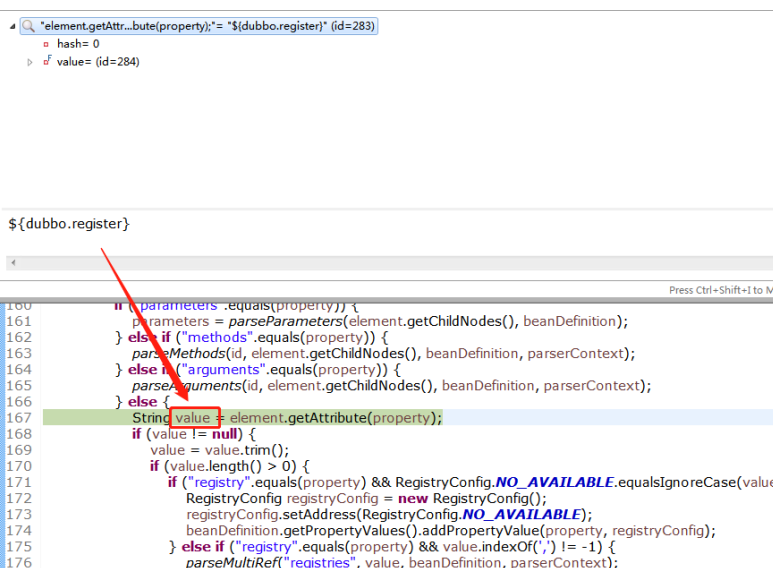 "element.getAttr...bute(property);"= "${dubbo.register}" (id=283)
hash= 0
F value= (id=284)
${dubbo.register}
Press Ctrl+Shift+I to M
160 if ("parameters".equals(property)) {
161 parameters = parseParameters(element.getChildNodes(), beanDefinition);
162 } else if ("methods".equals(property)) {
163 parseMethods(id, element.getChildNodes(), beanDefinition, parserContext);
164 } else if ("arguments".equals(property)) {
165 parseArguments(id, element.getChildNodes(), beanDefinition, parserContext);
166 } else {
167 String value = element.getAttribute(property);
168 if (value != null) {
169 value = value.trim();
170 if (value.length() > 0) {
171 if ("registry".equals(property) && RegistryConfig.NO_AVAILABLE.equalsIgnoreCase(value
172 RegistryConfig registryConfig = new RegistryConfig();
173 registryConfig.setAddress(RegistryConfig.NO_AVAILABLE);
174 beanDefinition.getPropertyValues().addPropertyValue(property, registryConfig);
175 } else if ("registry".equals(property) && value.indexOf(',') != -1) {
176 parseMultiRef("registries", value, beanDefinition, parserContext);